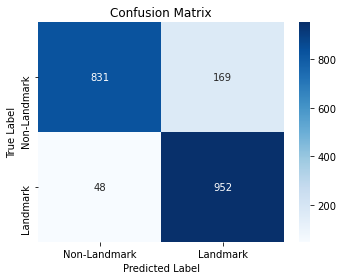 Confusion Matrix
True Label
Non-Landmark
831
169
Landmark
48
952
Non-Landmark
Landmark
Predicted Label
800
600
400
200